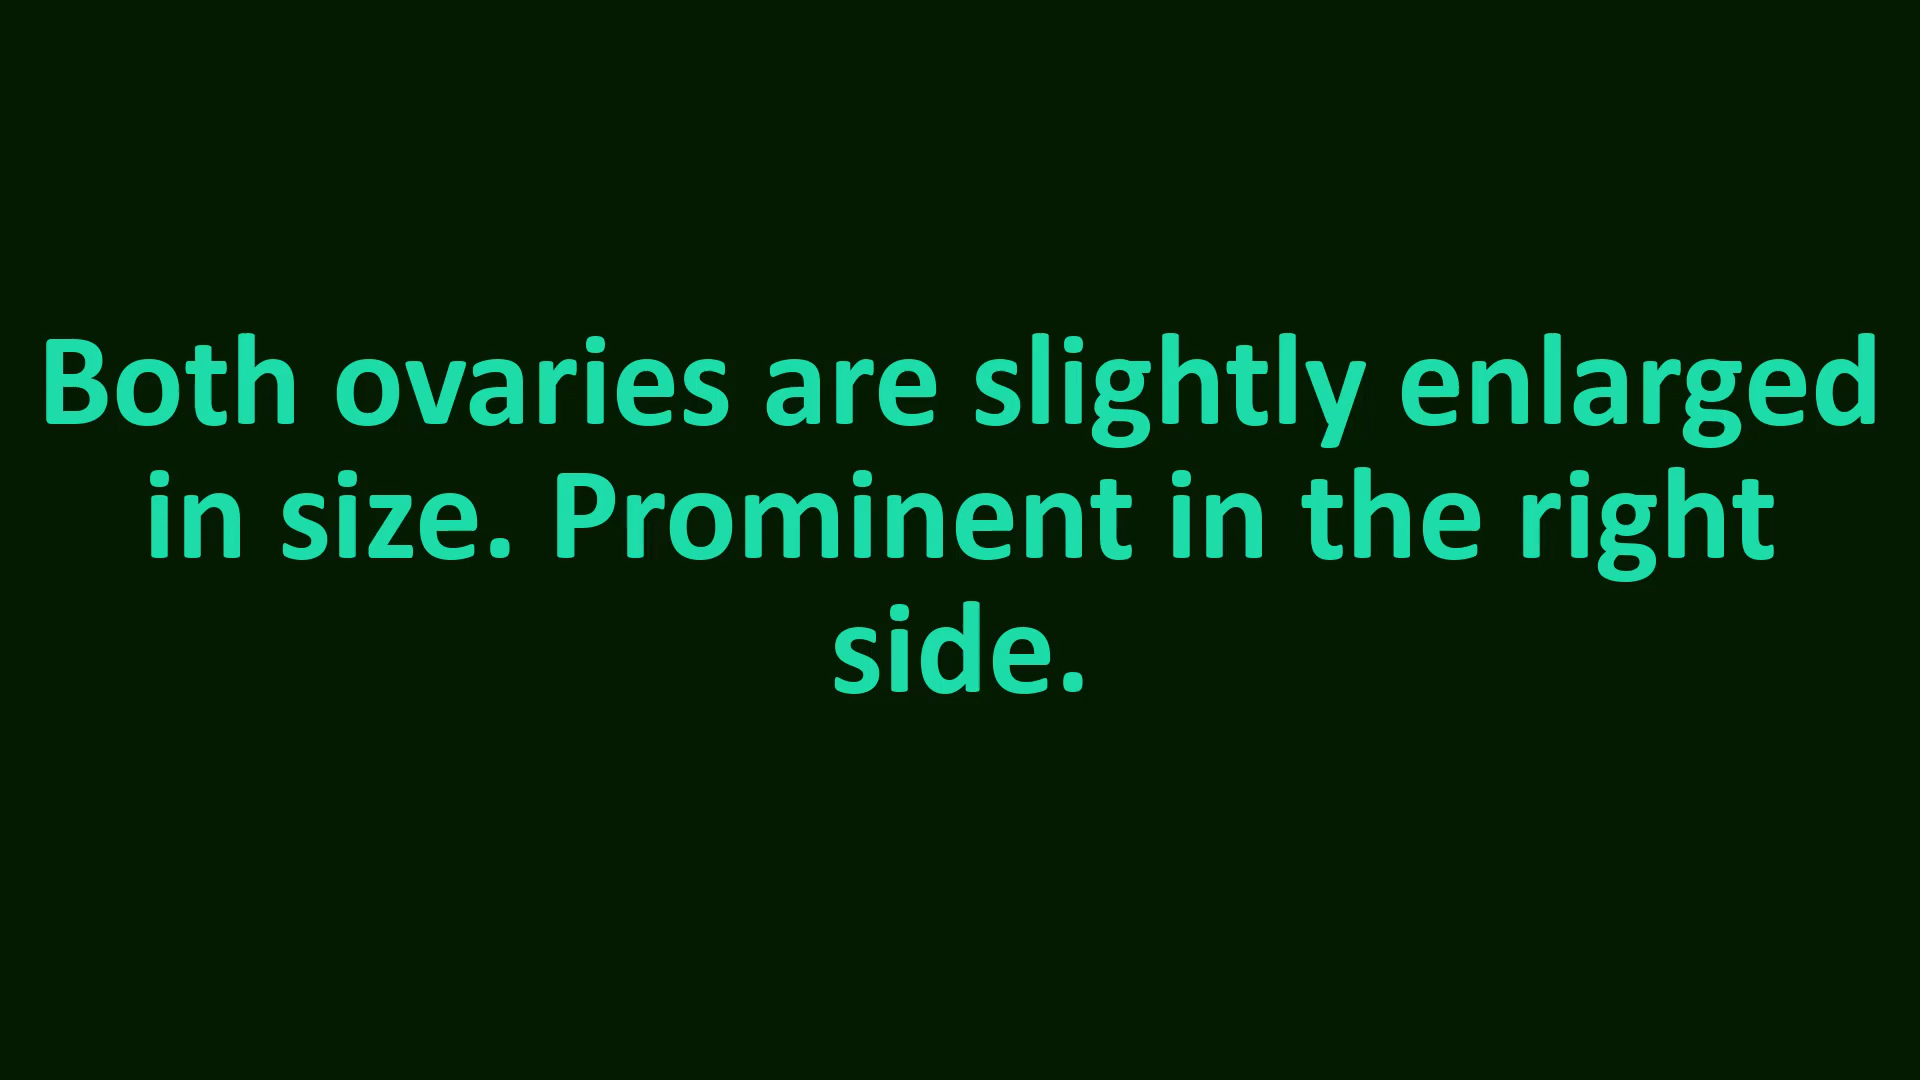 Both ovaries are slightly enlarged
in size. Prominent in the right
side.